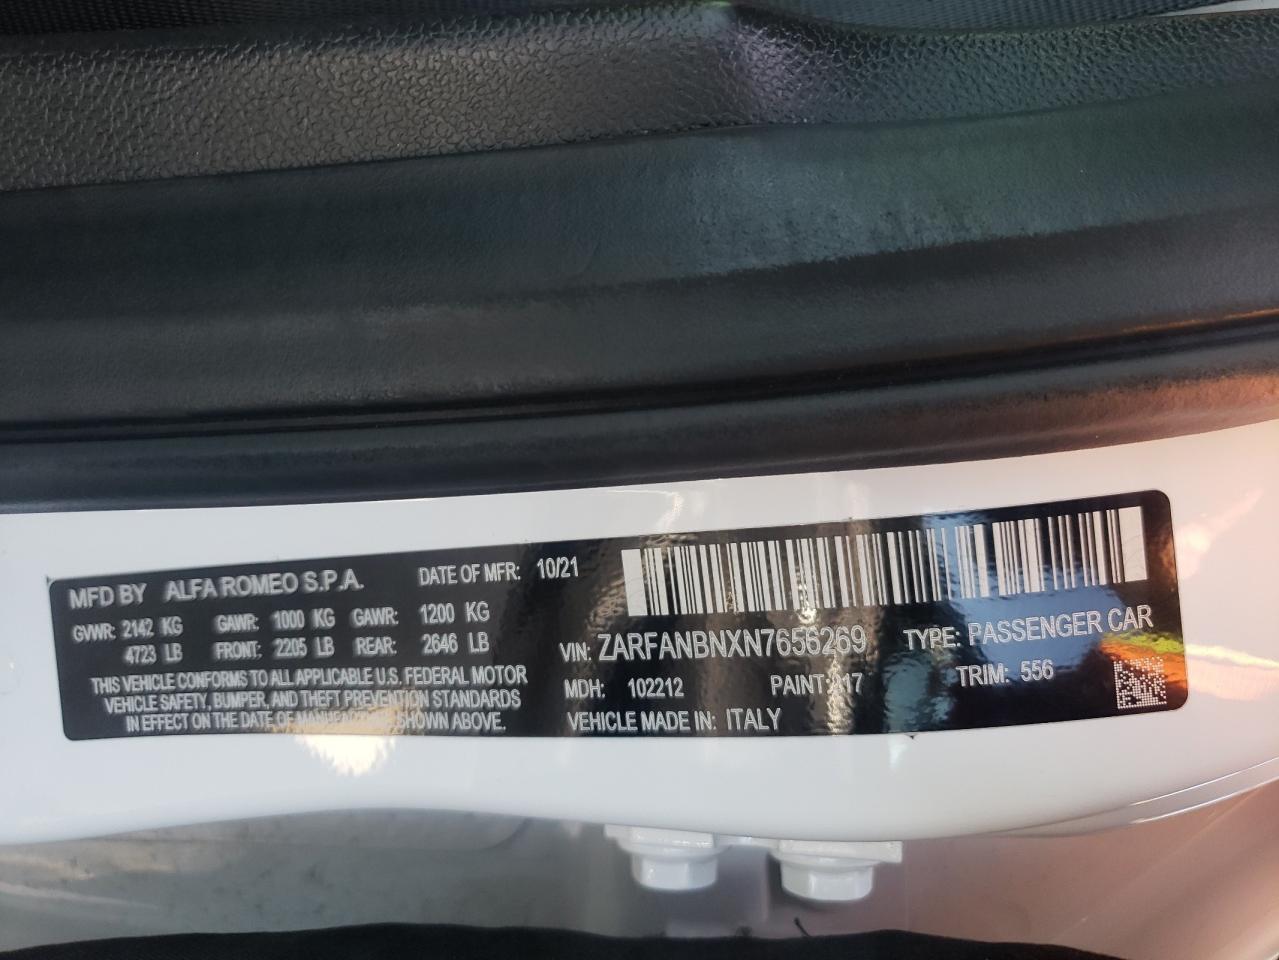 MFD BY ALFA ROMEO S.P.A. DATE OF MFR: 10/21
GVWR: 2142 KG GAWR: 1000 KG GAWR: 1200 KG
4723 LB FRONT: 2205 LB REAR: 2646 LB
THIS VEHICLE CONFORMS TO ALL APPLICABLE U.S. FEDERAL MOTOR
VEHICLE SAFETY, BUMPER, AND THEFT PREVENTION STANDARDS
IN EFFECT ON THE DATE OF MANUFACTURE SHOWN ABOVE.
VIN: ZARFANBNXN7656269 TYPE: PASSENGER CAR
MDH: 102212 PAINT: 217 TRIM: 556
VEHICLE MADE IN: ITALY